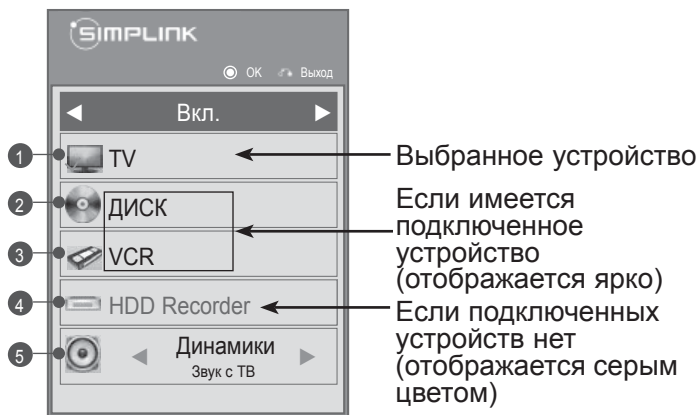 SIMPLINK
OK Выход
Вкл.
1 TV
2 ДИСК
3 VCR
4 HDD Recorder
5 Динамики
Звук с ТВ
Выбранное устройство
Если имеется
подключенное
устройство
(отображается ярко)
Если подключенных
устройств нет
(отображается серым
цветом)